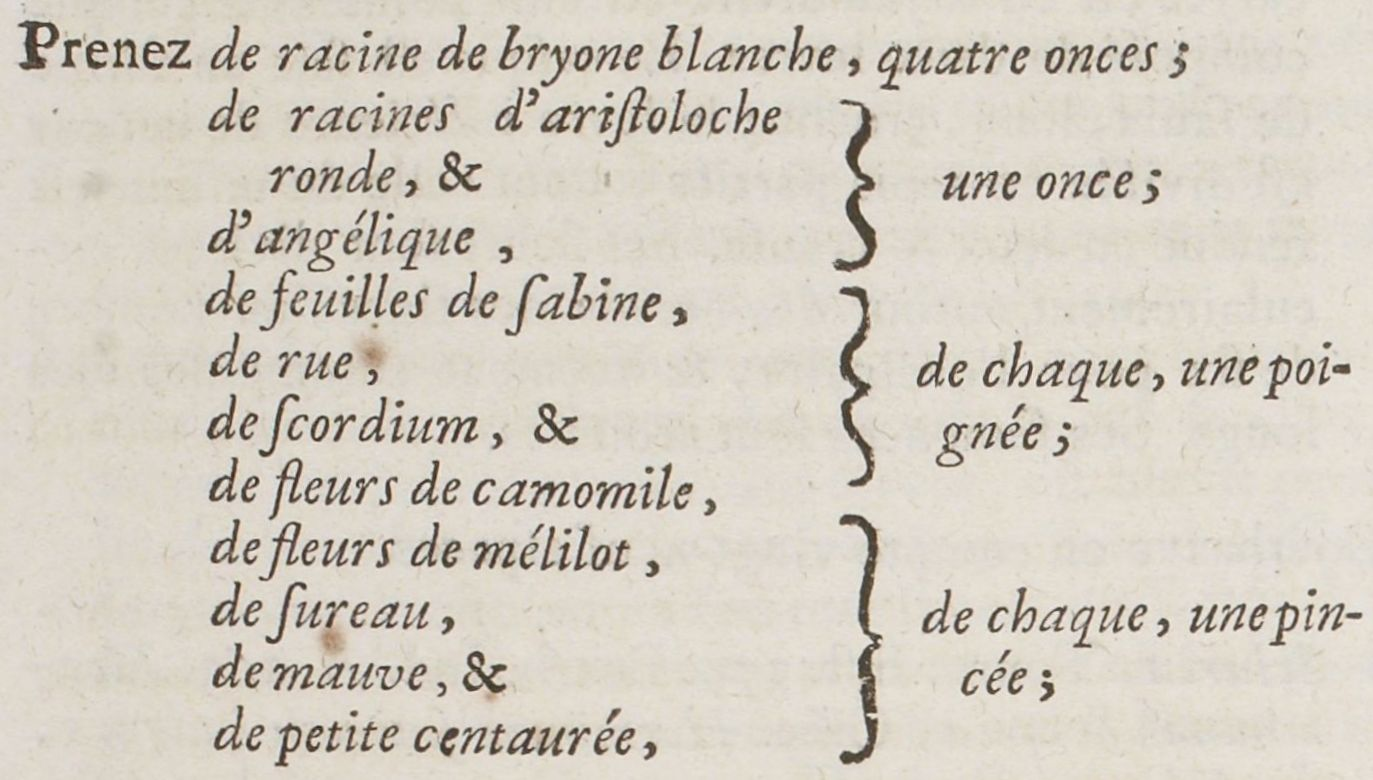 Prenez de racine de bryone blanche, quatre onces;
de racines d'ariſtoloche
ronde, &
une once;
d'angélique,
de feuilles de ſabine,
de rue,
de chaque, une poi-
de ſcordium, &
gnée;
de fleurs de camomile,
de fleurs de mélilot,
de ſureau,
de chaque, une pin-
de mauve, &
cée;
de petite centaurée,